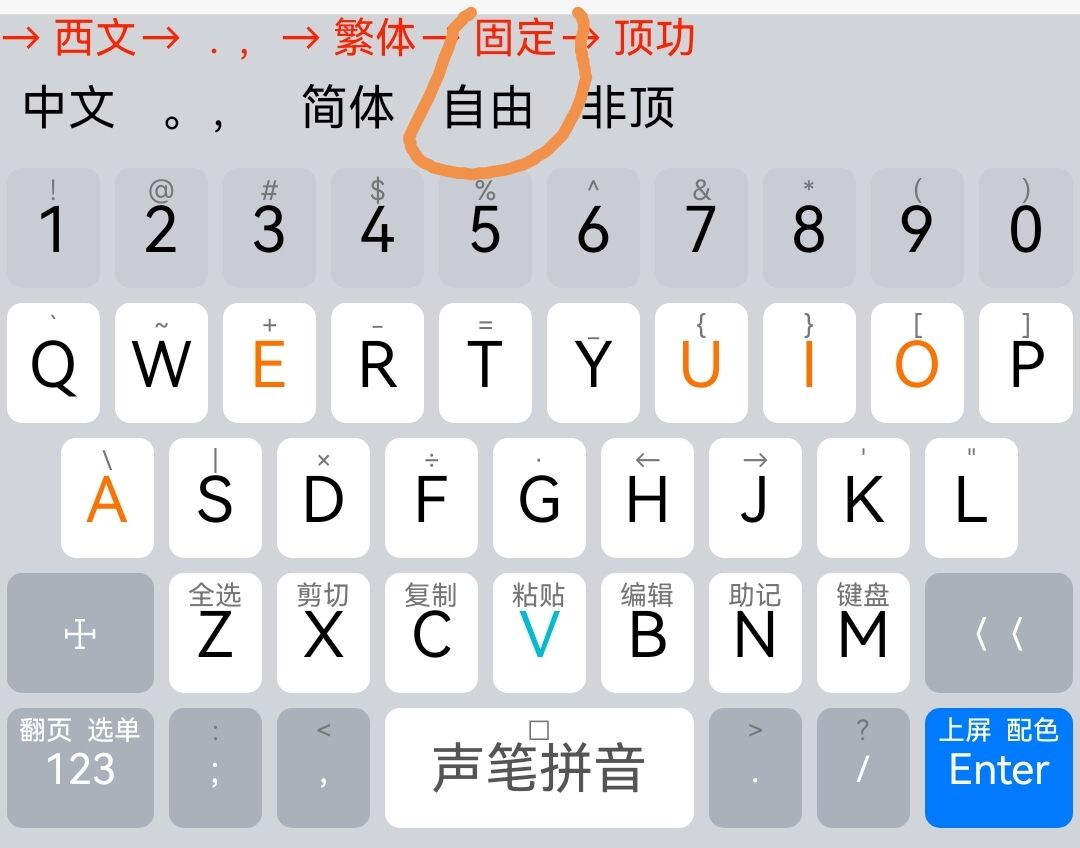 → 西文→ . , → 繁体→ 固定→ 顶功
中文 。, 简体 自由 非顶
! @ # $ % ^ & * ( )
1 2 3 4 5 6 7 8 9 0
` ~ + - = _ { } [ ]
Q W E R T Y U I O P
\ | × ÷ · ← → ' "
A S D F G H J K L
全选 剪切 复制 粘贴 编辑 助记 键盘
Z X C V B N M 〈〈
翻页 选单 : < □ > ? 上屏 配色
123 ; , 声笔拼音 . / Enter